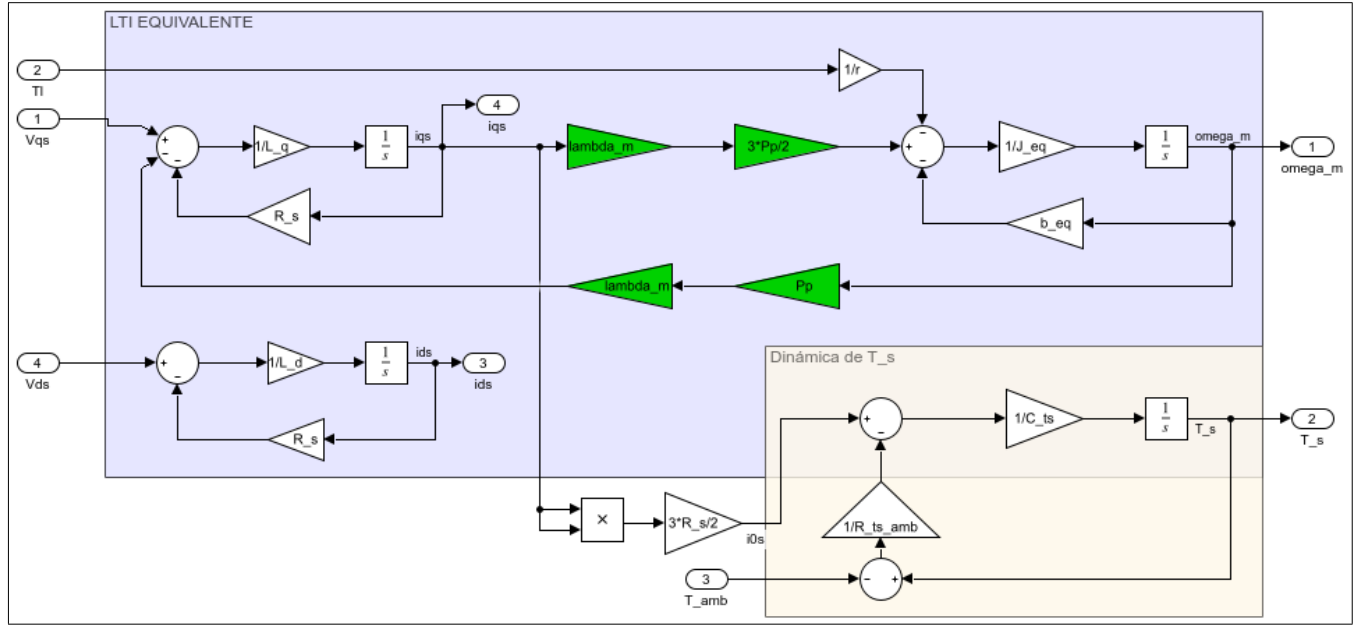 LTI EQUIVALENTE
2
Tl
1/r
1
Vqs
+
−
−
1/L_q
1
s
iqs
4
iqs
lambda_m
3*Pp/2
−
+
−
1/J_eq
1
s
omega_m
1
omega_m
R_s
b_eq
lambda_m
Pp
4
Vds
+
−
1/L_d
1
s
ids
3
ids
R_s
Dinámica de T_s
+
−
1/C_ts
1
s
T_s
2
T_s
×
3*R_s/2
i0s
1/R_ts_amb
3
T_amb
−
+